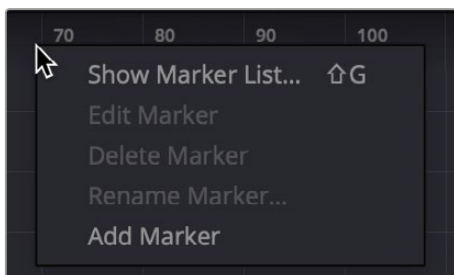 70 80 90 100
Show Marker List... ⇧G
Edit Marker
Delete Marker
Rename Marker...
Add Marker